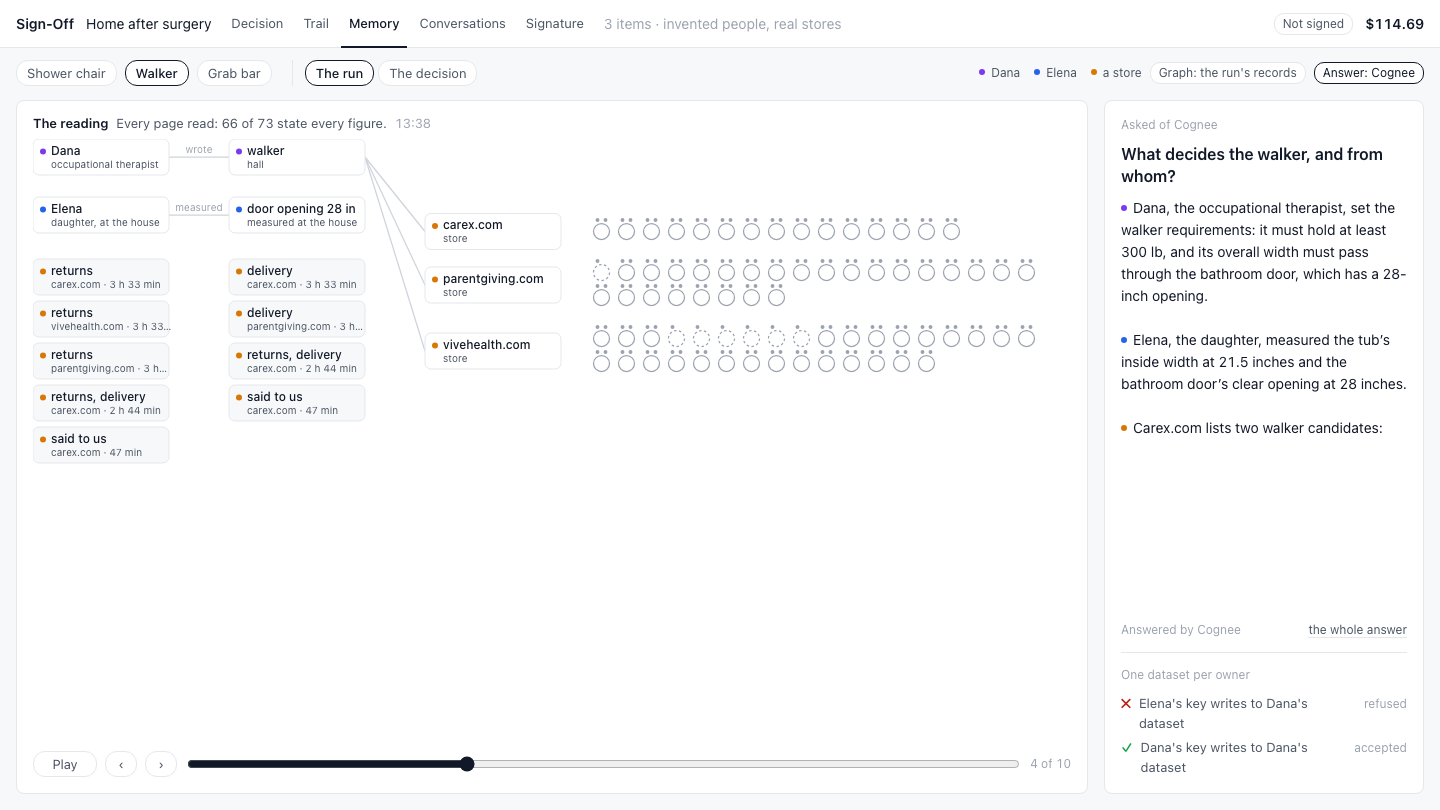 Sign-Off Home after surgery Decision Trail Memory Conversations Signature 3 items · invented people, real stores Not signed $114.69
Shower chair Walker Grab bar The run The decision Dana Elena a store Graph: the run's records Answer: Cognee
The reading Every page read: 66 of 73 state every figure. 13:38
Dana
occupational therapist
wrote
walker
hall
Elena
daughter, at the house
measured
door opening 28 in
measured at the house
carex.com
store
parentgiving.com
store
vivehealth.com
store
returns
carex.com · 3 h 33 min
delivery
carex.com · 3 h 33 min
returns
vivehealth.com · 3 h 33...
delivery
parentgiving.com · 3 h...
returns
parentgiving.com · 3 h...
returns, delivery
carex.com · 2 h 44 min
returns, delivery
carex.com · 2 h 44 min
said to us
carex.com · 47 min
said to us
carex.com · 47 min
Play ‹ › 4 of 10
Asked of Cognee
What decides the walker, and from
whom?
Dana, the occupational therapist, set the
walker requirements: it must hold at least
300 lb, and its overall width must pass
through the bathroom door, which has a 28-
inch opening.
Elena, the daughter, measured the tub’s
inside width at 21.5 inches and the
bathroom door’s clear opening at 28 inches.
Carex.com lists two walker candidates:
Answered by Cognee the whole answer
One dataset per owner
Elena's key writes to Dana's refused
dataset
Dana's key writes to Dana's accepted
dataset